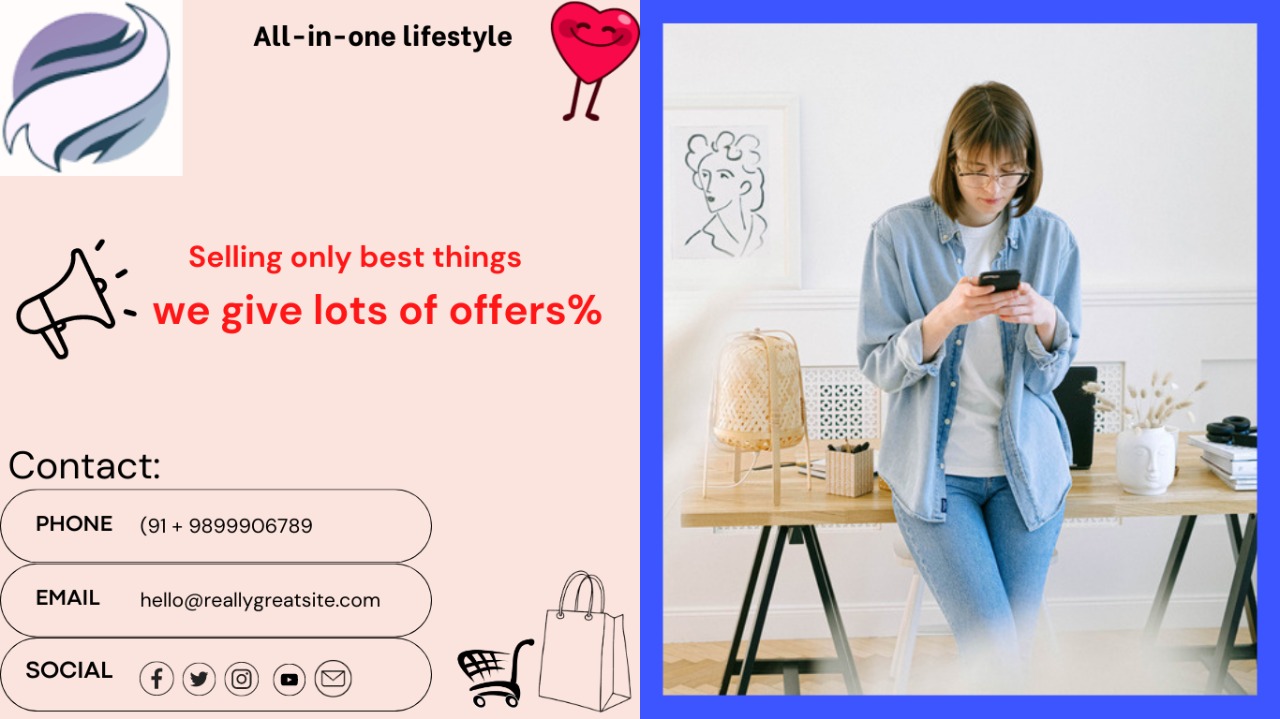 All-in-one lifestyle
Selling only best things
we give lots of offers%
Contact:
PHONE (91 + 9899906789
EMAIL hello@reallygreatsite.com
SOCIAL